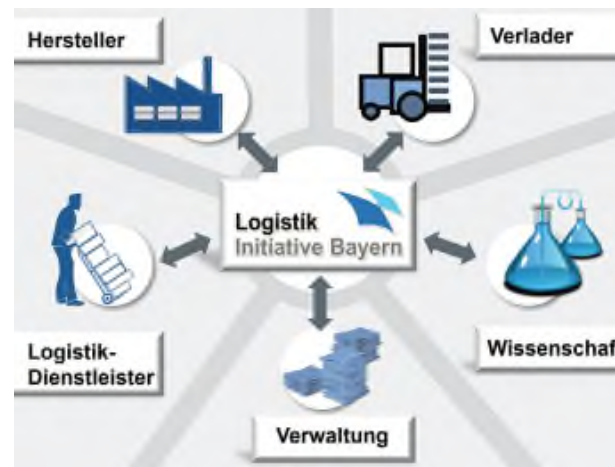 Hersteller
Verlader
Logistik
Initiative Bayern
Logistik-
Dienstleister
Wissenschaf
Verwaltung